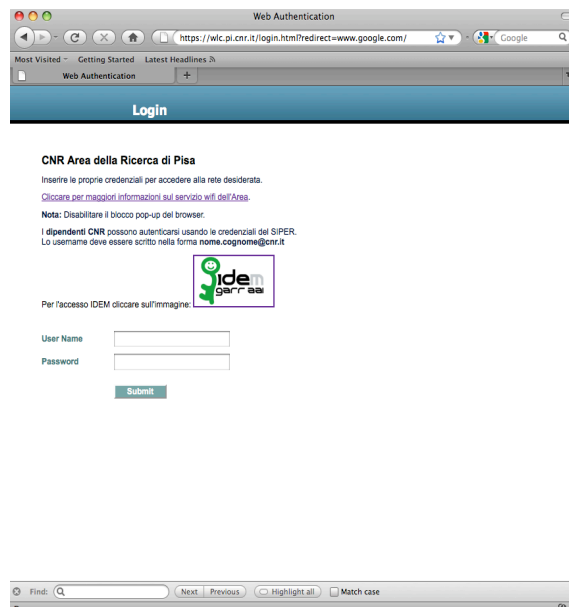 Web Authentication
https://wlc.pi.cnr.it/login.html?redirect=www.google.com/
Google
Most Visited Getting Started Latest Headlines
Web Authentication
Login
CNR Area della Ricerca di Pisa
Inserire le proprie credenziali per accedere alla rete desiderata.
Cliccare per maggiori informazioni sul servizio wifi dell'Area.
Nota: Disabilitare il blocco pop-up del browser.
I dipendenti CNR possono autenticarsi usando le credenziali del SIPER.
Lo username deve essere scritto nella forma nome.cognome@cnr.it
idem
garr aai
Per l'accesso IDEM cliccare sull'immagine:
User Name
Password
Submit
Find: Next Previous Highlight all Match case